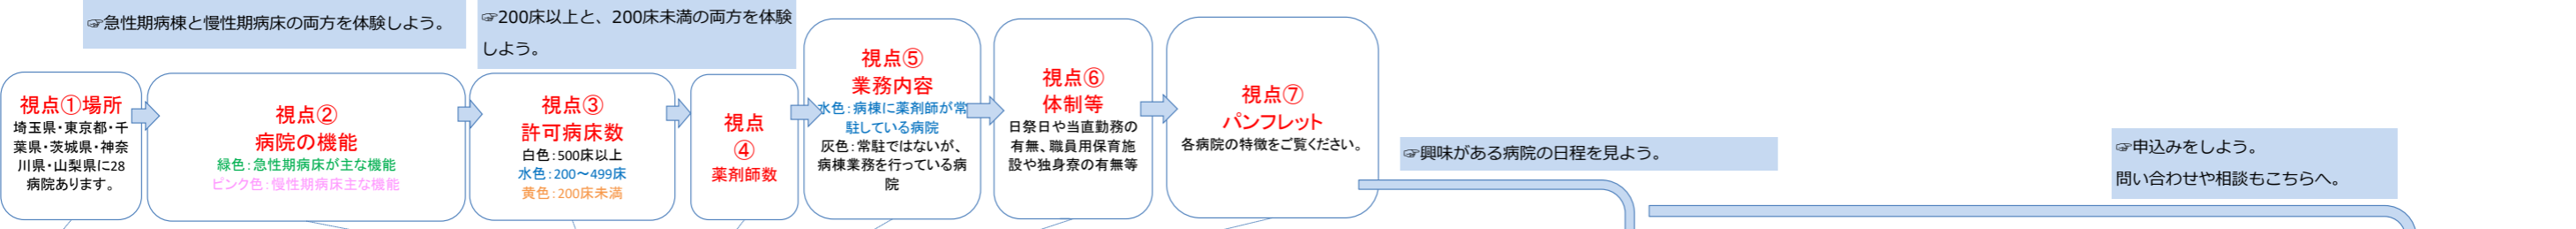 ☞急性期病棟と慢性期病床の両方を体験しよう。
☞200床以上と、200床未満の両方を体験
しよう。
視点①場所
埼玉県・東京都・千
葉県・茨城県・神奈
川県・山梨県に28
病院あります。
視点②
病院の機能
緑色：急性期病床が主な機能
ピンク色：慢性期病床主な機能
視点③
許可病床数
白色：500床以上
水色：200～499床
黄色：200床未満
視点
④
薬剤師数
視点⑤
業務内容
水色：病棟に薬剤師が常
駐している病院
灰色：常駐ではないが、
病棟業務を行っている病
院
視点⑥
体制等
日祭日や当直勤務の
有無、職員用保育施
設や独身寮の有無等
視点⑦
パンフレット
各病院の特徴をご覧ください。
☞興味がある病院の日程を見よう。
☞申込みをしよう。
問い合わせや相談もこちらへ。